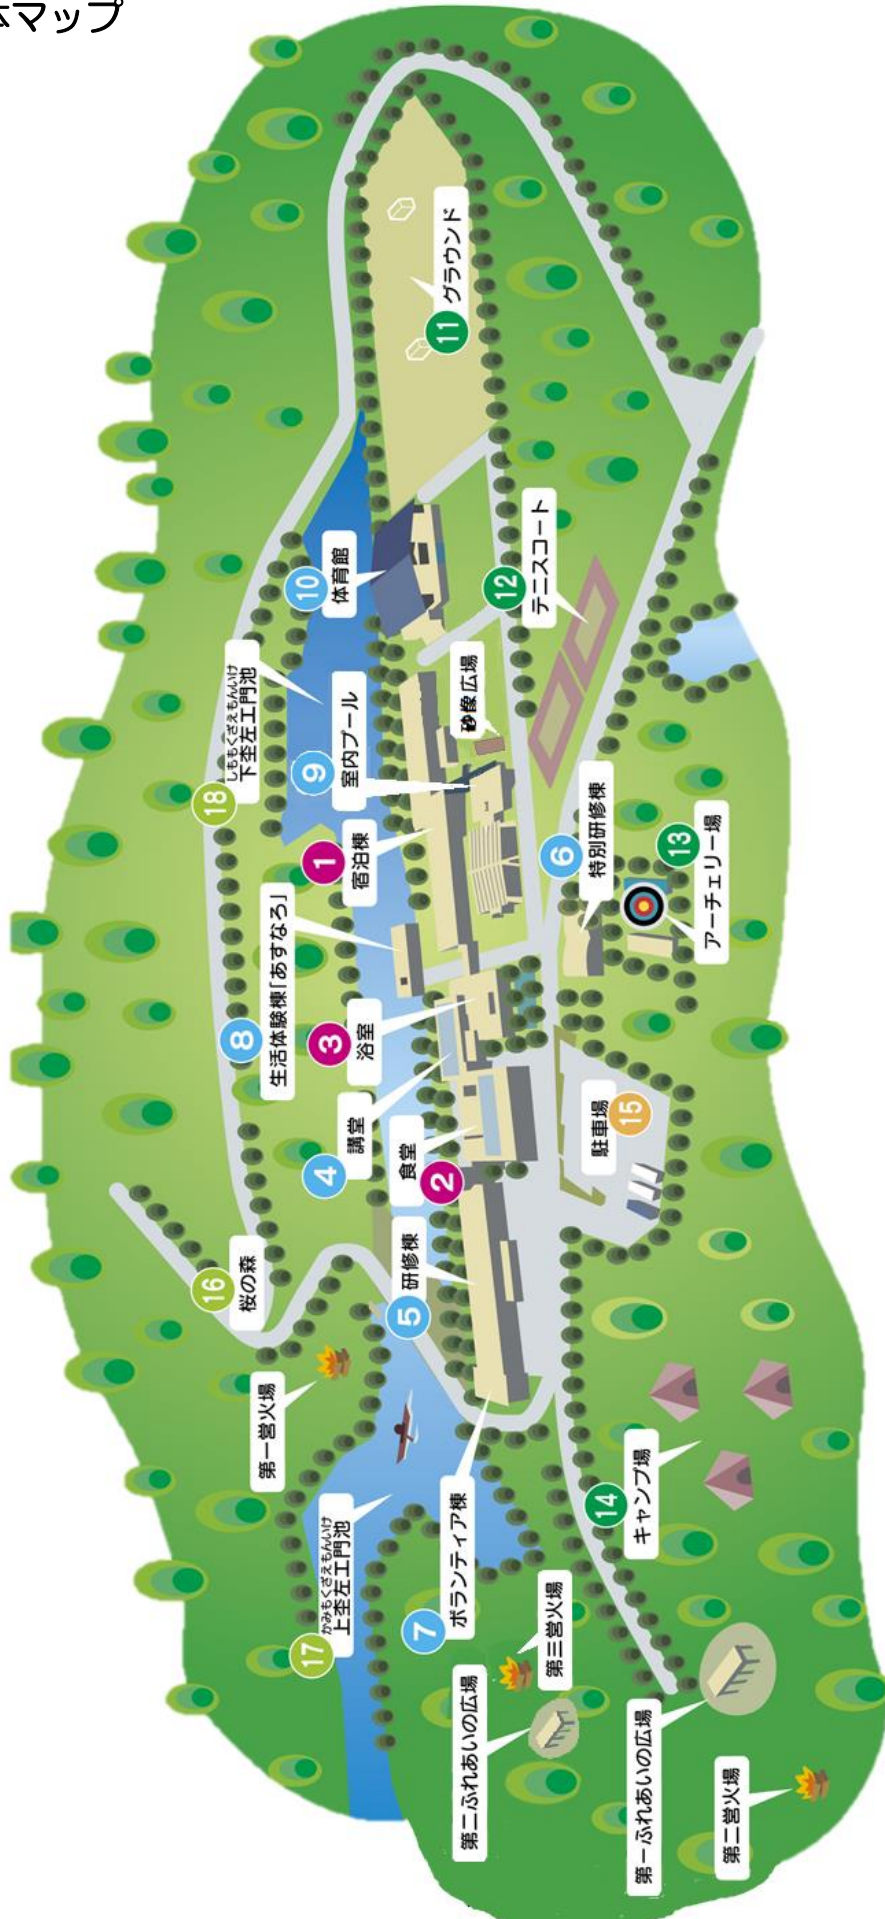 本マップ
1
宿泊棟
2
食堂
3
浴室
4
講堂
5
研修棟
6
特別研修棟
7
ボランティア棟
8
生活体験棟「あすなろ」
9
室内プール
10
体育館
11
グラウンド
12
テニスコート
13
アーチェリー場
14
キャンプ場
15
駐車場
16
桜の森
17
かみもくざえもんいけ
上杢左エ門池
18
しももくざえもんいけ
下杢左エ門池
砂像広場
第一営火場
第二営火場
第三営火場
第一ふれあいの広場
第二ふれあいの広場